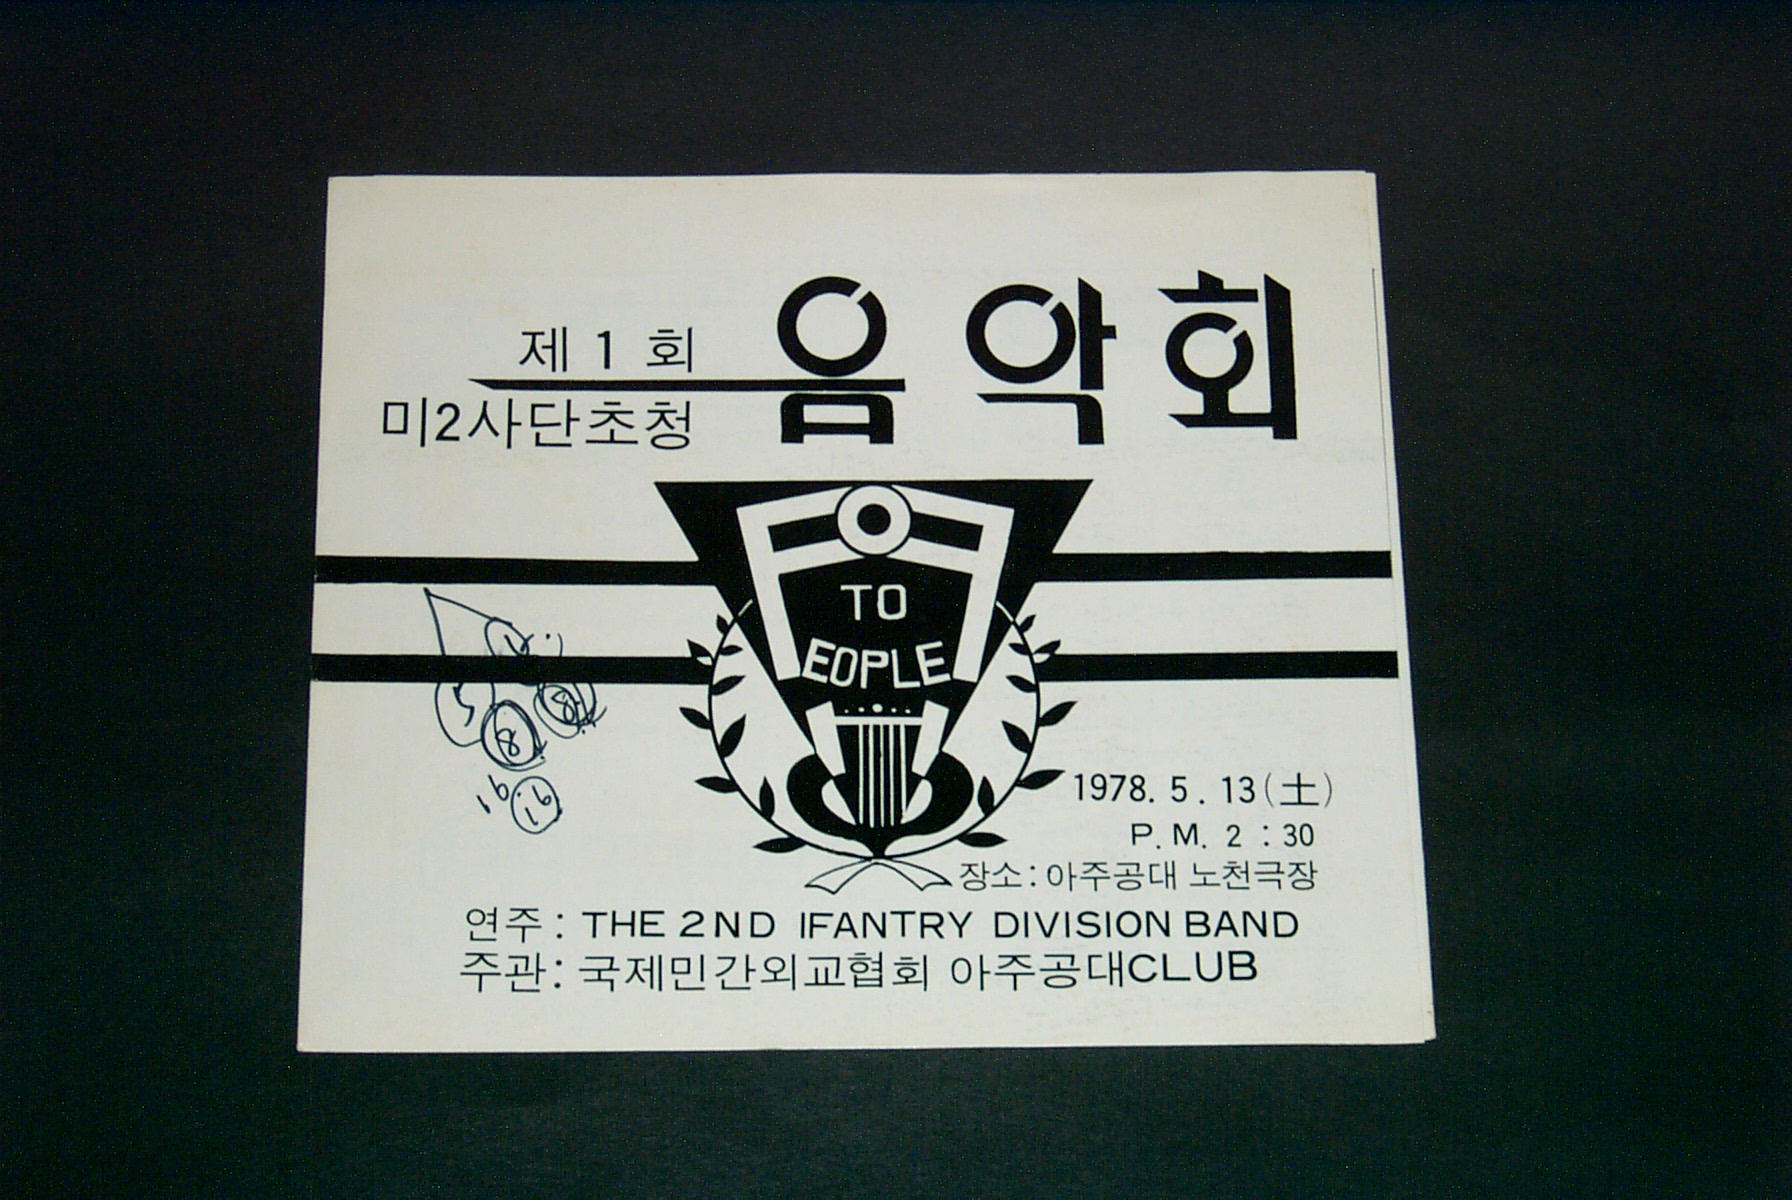 제 1 회
미2사단초청
음악회
TO
EOPLE
1978. 5. 13(土)
P. M. 2 : 30
장소: 아주공대 노천극장
연주: THE 2ND IFANTRY DIVISION BAND
주관: 국제민간외교협회 아주공대CLUB